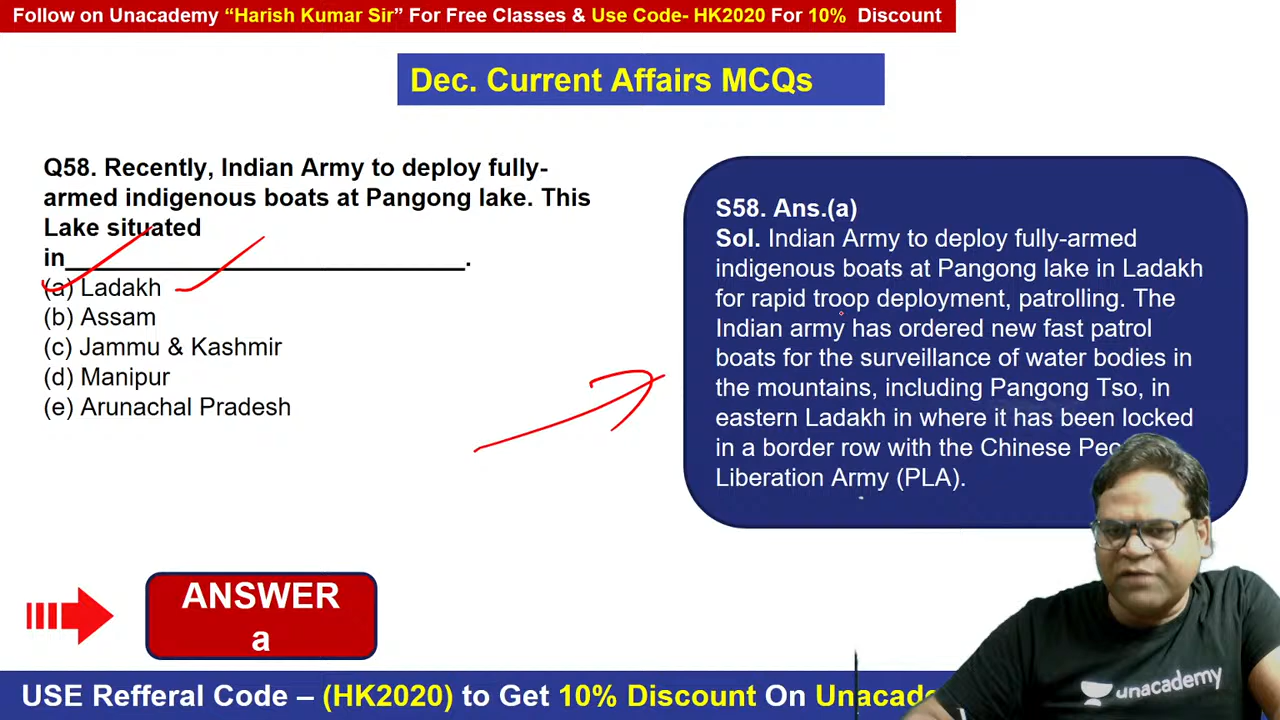 Follow on Unacademy “Harish Kumar Sir” For Free Classes & Use Code- HK2020 For 10% Discount
Dec. Current Affairs MCQs
Q58. Recently, Indian Army to deploy fully-
armed indigenous boats at Pangong lake. This
Lake situated
in____________________________.
(a) Ladakh
(b) Assam
(c) Jammu & Kashmir
(d) Manipur
(e) Arunachal Pradesh
S58. Ans.(a)
Sol. Indian Army to deploy fully-armed
indigenous boats at Pangong lake in Ladakh
for rapid troop deployment, patrolling. The
Indian army has ordered new fast patrol
boats for the surveillance of water bodies in
the mountains, including Pangong Tso, in
eastern Ladakh in where it has been locked
in a border row with the Chinese
Liberation Army (PLA).
ANSWER
a
unacademy
USE Refferal Code – (HK2020) to Get 10% Discount On